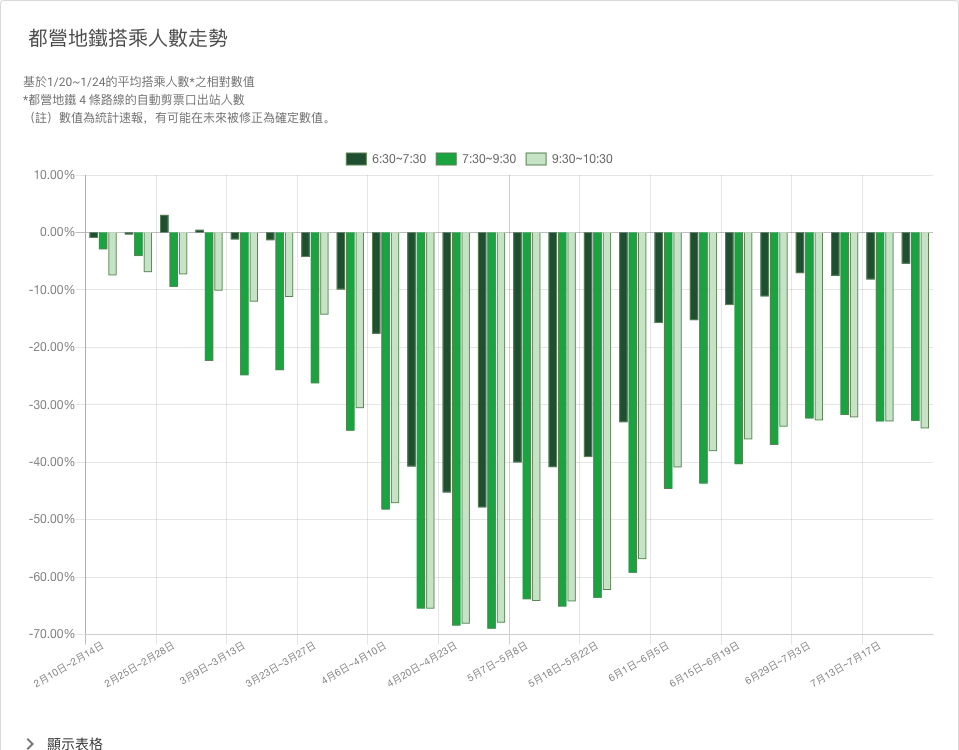 都營地鐵搭乘人數走勢
基於1/20~1/24的平均搭乘人數*之相對數值
*都營地鐵 4 條路線的自動剪票口出站人數
（註）數值為統計速報，有可能在未來被修正為確定數值。
6:30~7:30 7:30~9:30 9:30~10:30
10.00%
0.00%
-10.00%
-20.00%
-30.00%
-40.00%
-50.00%
-60.00%
-70.00%
2月10日~2月14日
2月25日~2月28日
3月9日~3月13日
3月23日~3月27日
4月6日~4月10日
4月20日~4月23日
5月7日~5月8日
5月18日~5月22日
6月1日~6月5日
6月15日~6月19日
6月29日~7月3日
7月13日~7月17日
顯示表格